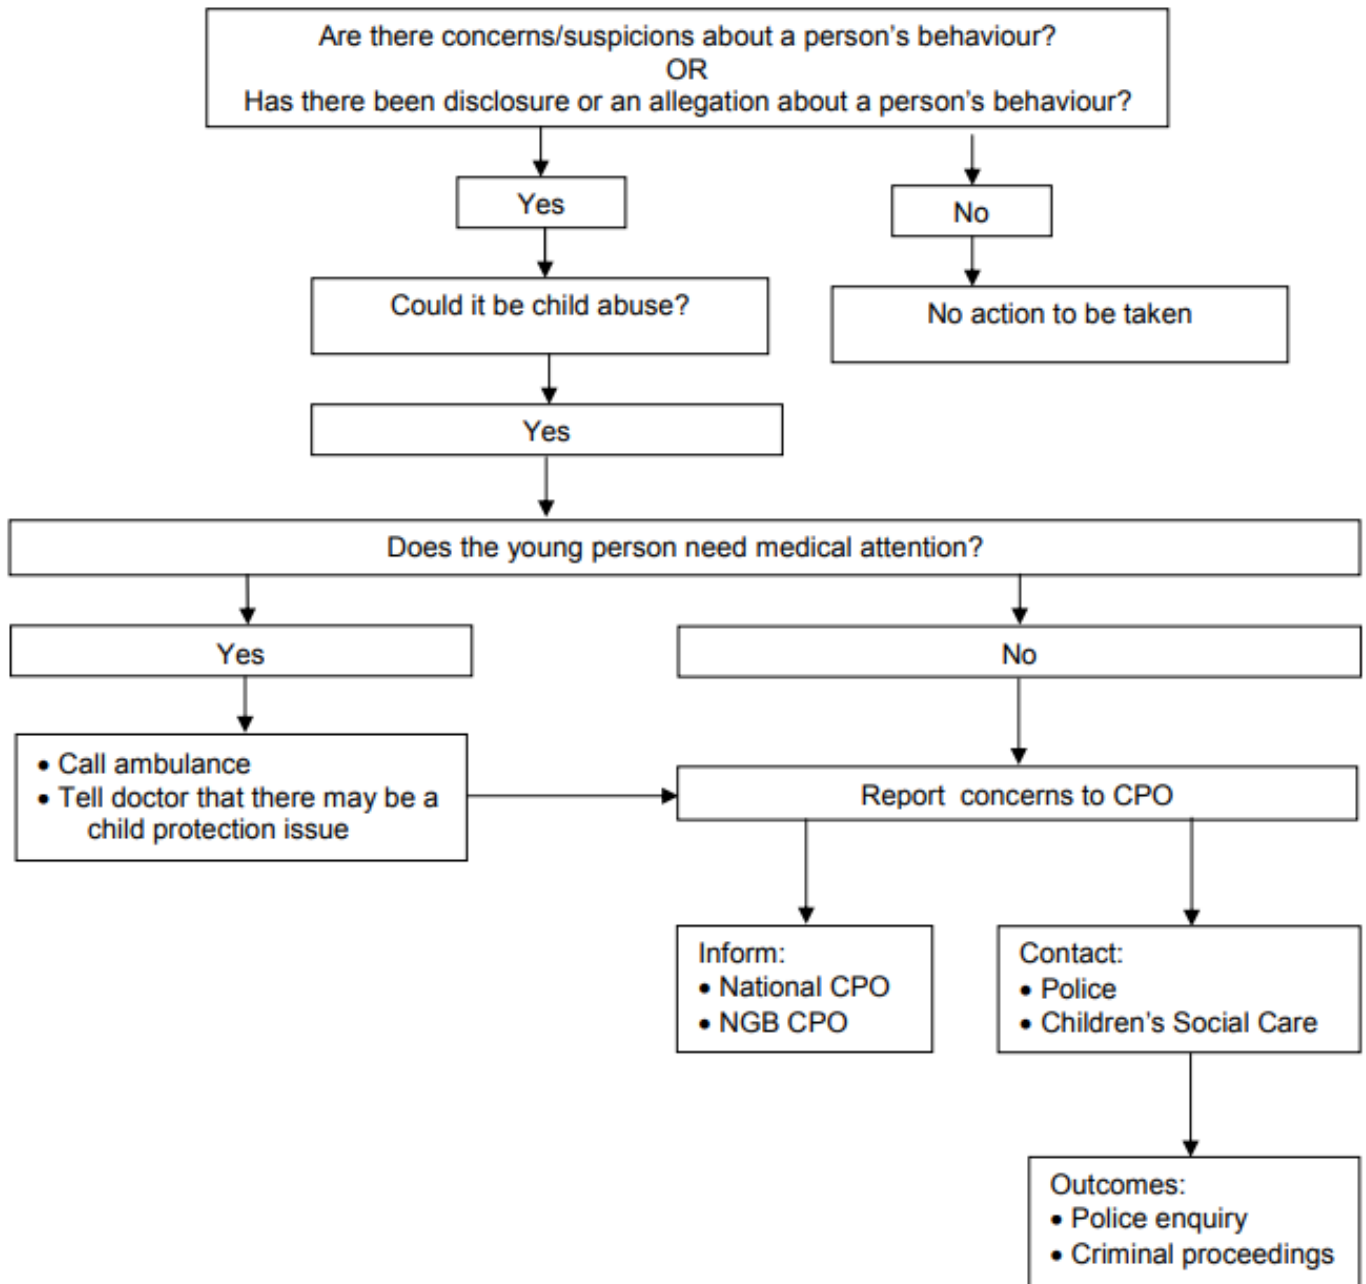 Are there concerns/suspicions about a person's behaviour?
OR
Has there been disclosure or an allegation about a person's behaviour?
Yes
No
Could it be child abuse?
No action to be taken
Yes
Does the young person need medical attention?
Yes
No
• Call ambulance
• Tell doctor that there may be a
child protection issue
Report concerns to CPO
Inform:
• National CPO
• NGB CPO
Contact:
• Police
• Children's Social Care
Outcomes:
• Police enquiry
• Criminal proceedings